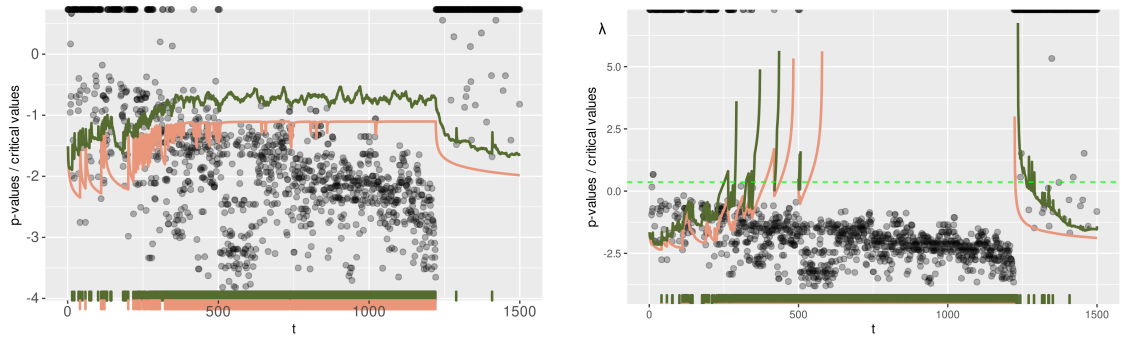 p-values / critical values
0
-1
-2
-3
-4
0 500 1000 1500
t
λ
p-values / critical values
5.0
2.5
0.0
-2.5
0 500 1000 1500
t